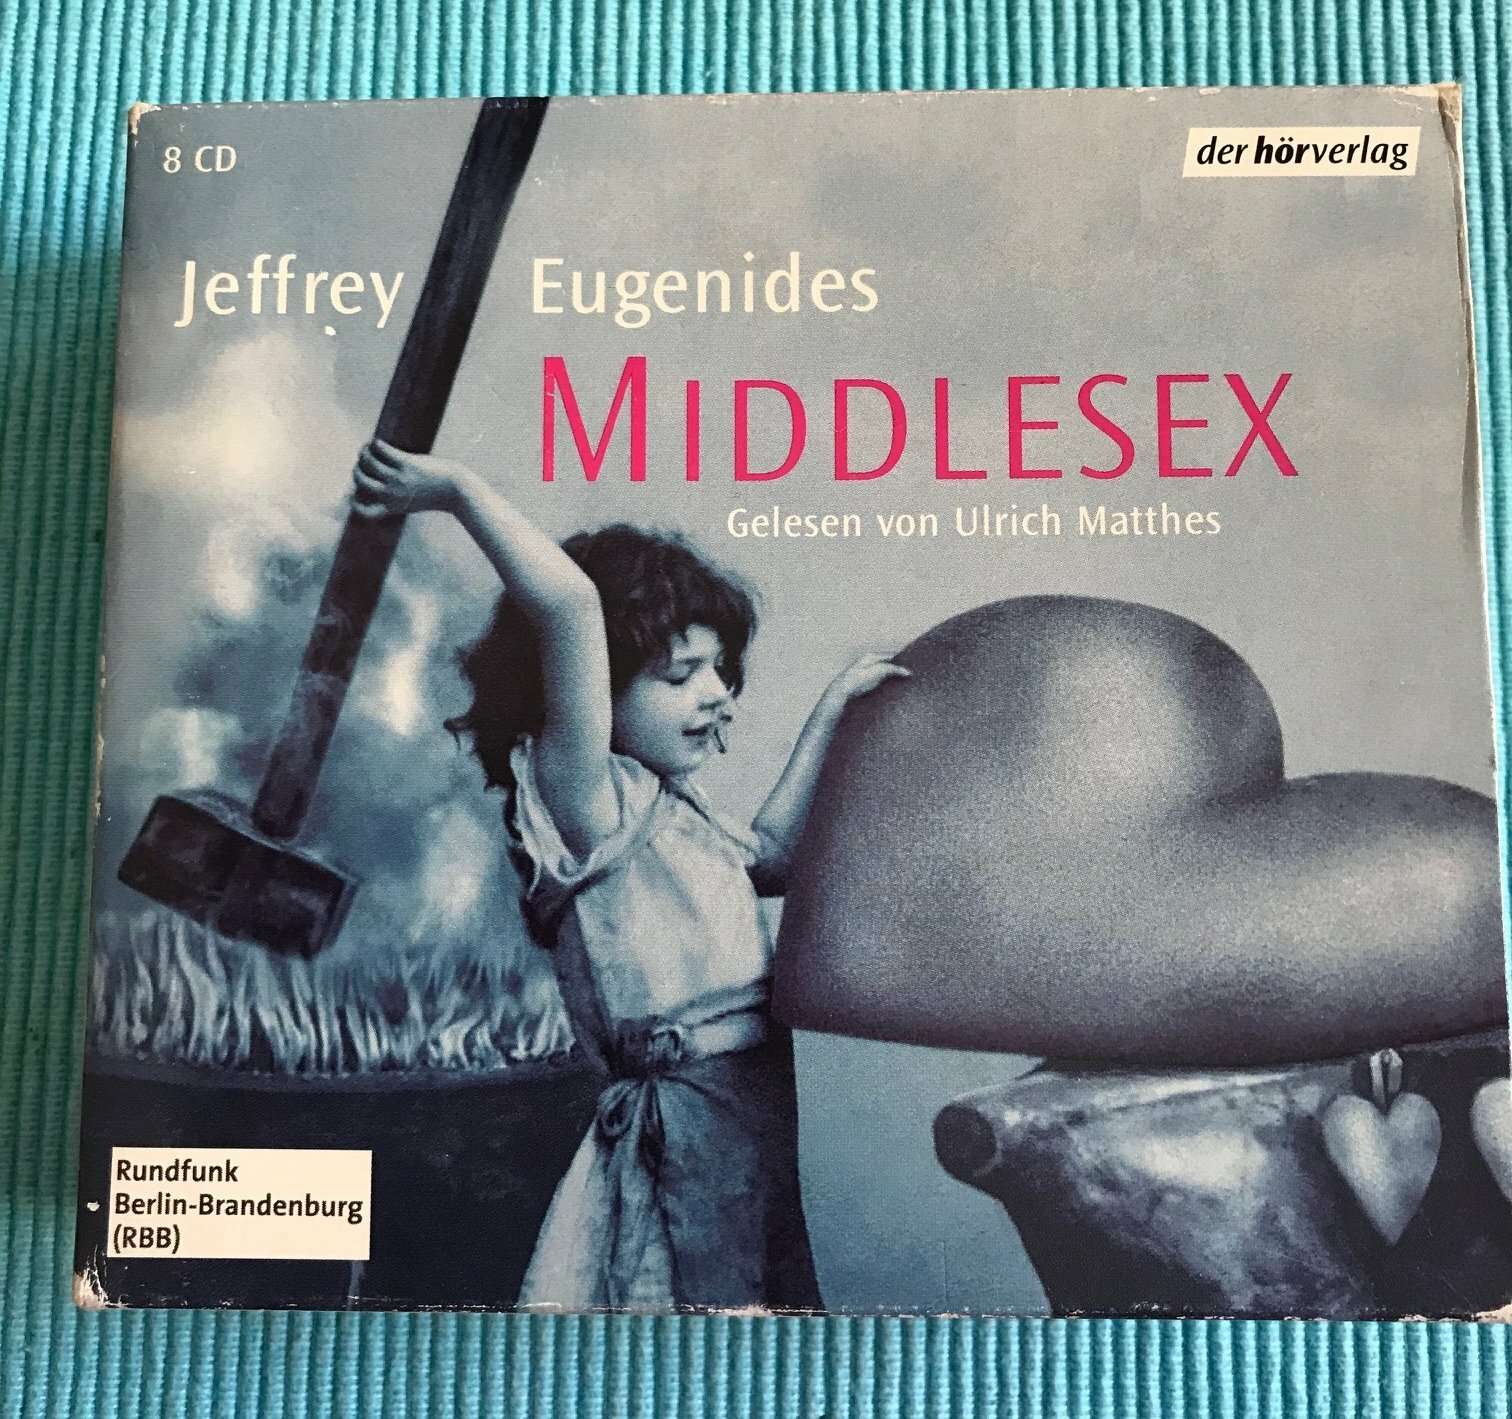 8 CD
der hörverlag
Jeffrey Eugenides
MIDDLESEX
Gelesen von Ulrich Matthes
Rundfunk
Berlin-Brandenburg
(RBB)